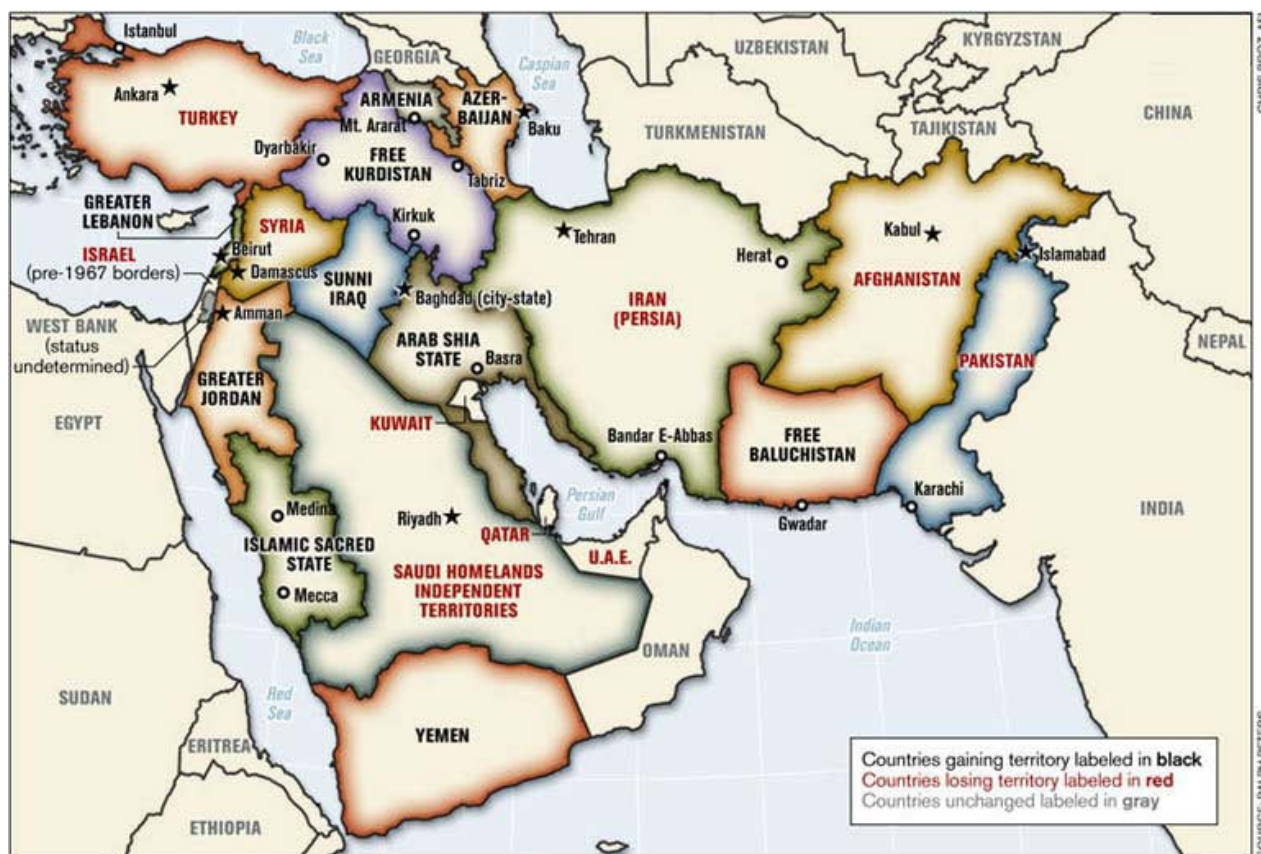 Istanbul
Black
Sea
GEORGIA
Caspian
Sea
UZBEKISTAN
KYRGYZSTAN
Ankara
TURKEY
ARMENIA
Mt. Ararat
AZER-
BAIJAN
Baku
TURKMENISTAN
TAJIKISTAN
CHINA
Dyarbakir
FREE
KURDISTAN
Tabriz
GREATER
LEBANON
SYRIA
Kirkuk
Tehran
Herat
Kabul
Islamabad
ISRAEL
(pre-1967 borders)
Beirut
Damascus
SUNNI
IRAQ
Baghdad (city-state)
IRAN
(PERSIA)
AFGHANISTAN
WEST BANK
(status
undetermined)
Amman
ARAB SHIA
STATE
Basra
PAKISTAN
NEPAL
GREATER
JORDAN
EGYPT
KUWAIT
Bandar E-Abbas
FREE
BALUCHISTAN
Karachi
Gwadar
INDIA
Medina
Riyadh
Persian
Gulf
QATAR
U.A.E.
ISLAMIC SACRED
STATE
Mecca
SAUDI HOMELANDS
INDEPENDENT
TERRITORIES
OMAN
Indian
Ocean
SUDAN
Red
Sea
YEMEN
ERITREA
ETHIOPIA
Countries gaining territory labeled in black
Countries losing territory labeled in red
Countries unchanged labeled in gray